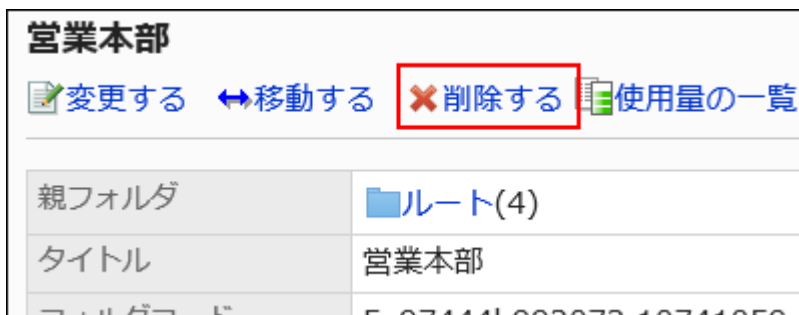 営業本部
変更する 移動する 削除する 使用量の一覧
親フォルダ ルート(4)
タイトル 営業本部